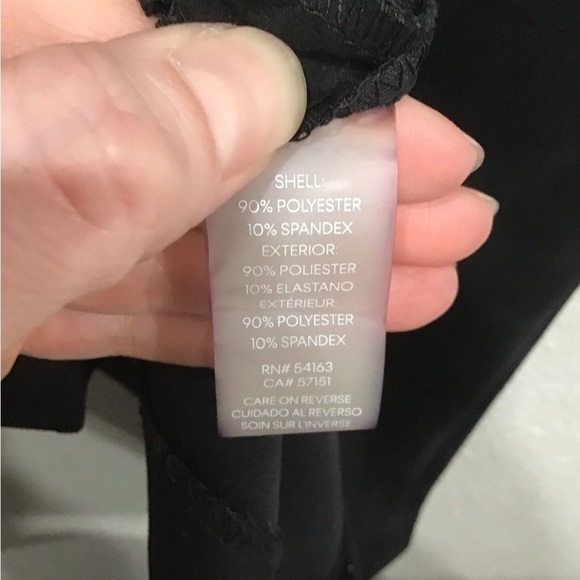 SHELL:
90% POLYESTER
10% SPANDEX
EXTERIOR:
90% POLIESTER
10% ELASTANO
EXTÉRIEUR:
90% POLYESTER
10% SPANDEX
RN# 54163
CA# 57151
CARE ON REVERSE
CUIDADO AL REVERSO
SOIN SUR L'INVERSE